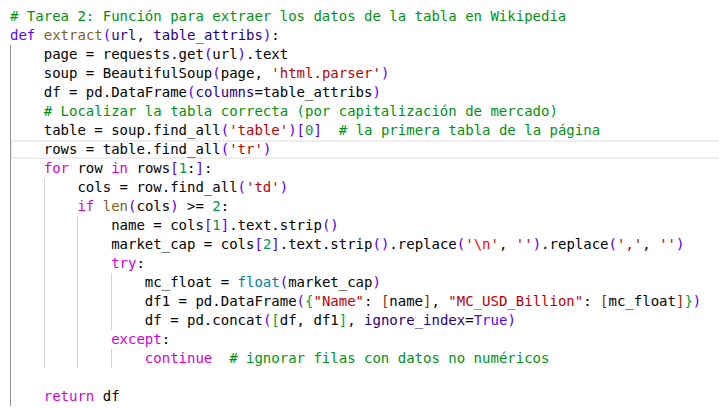 # Tarea 2: Función para extraer los datos de la tabla en Wikipedia
def extract(url, table_attribs):
    page = requests.get(url).text
    soup = BeautifulSoup(page, 'html.parser')
    df = pd.DataFrame(columns=table_attribs)
    # Localizar la tabla correcta (por capitalización de mercado)
    table = soup.find_all('table')[0]  # la primera tabla de la página
    rows = table.find_all('tr')
    for row in rows[1:]:
        cols = row.find_all('td')
        if len(cols) >= 2:
            name = cols[1].text.strip()
            market_cap = cols[2].text.strip().replace('\n', '').replace(',', '')
            try:
                mc_float = float(market_cap)
                df1 = pd.DataFrame({"Name": [name], "MC_USD_Billion": [mc_float]})
                df = pd.concat([df, df1], ignore_index=True)
            except:
                continue  # ignorar filas con datos no numéricos
    return df